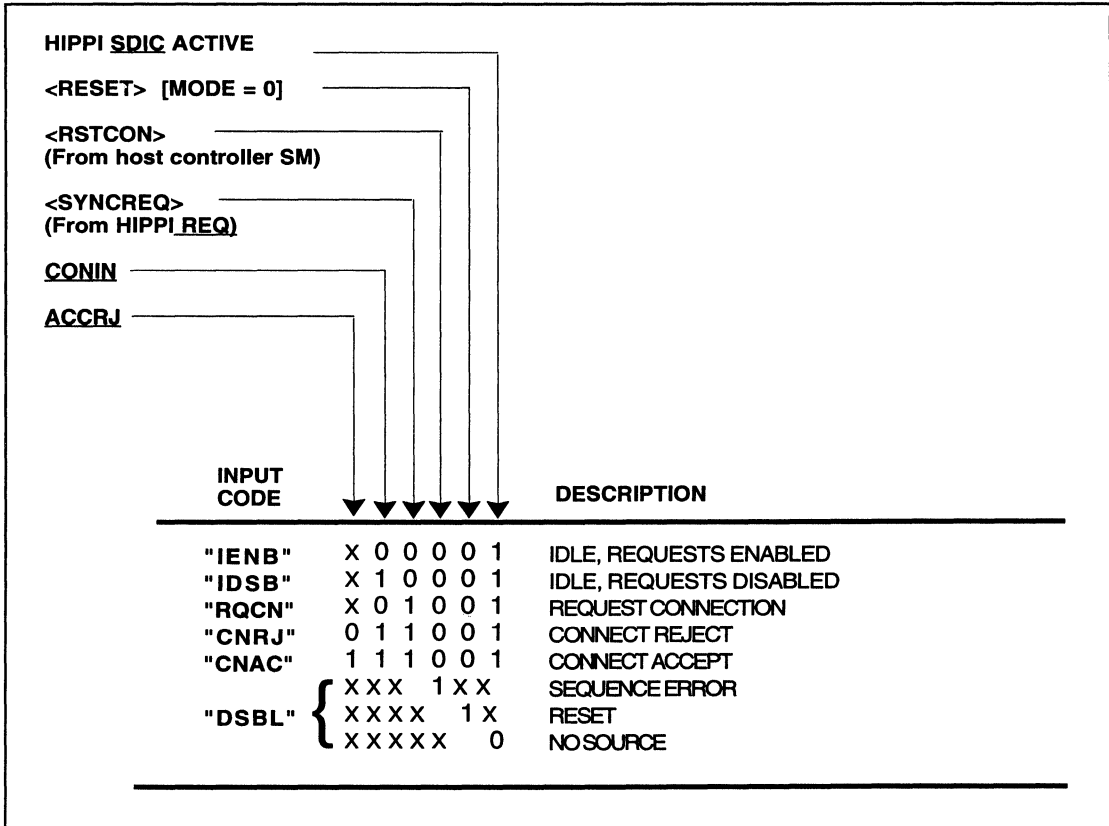 HIPPI SDIC ACTIVE
<RESET> [MODE = 0]
<RSTCON>
(From host controller SM)
<SYNCREQ>
(From HIPPI REQ)
CONIN
ACCRJ
INPUT
CODE
DESCRIPTION
"IENB" X 0 0 0 0 1 IDLE, REQUESTS ENABLED
"IDSB" X 1 0 0 0 1 IDLE, REQUESTS DISABLED
"RQCN" X 0 1 0 0 1 REQUEST CONNECTION
"CNRJ" 0 1 1 0 0 1 CONNECT REJECT
"CNAC" 1 1 1 0 0 1 CONNECT ACCEPT
X X X 1 X X SEQUENCE ERROR
"DSBL" { X X X X 1 X RESET
X X X X X 0 NO SOURCE